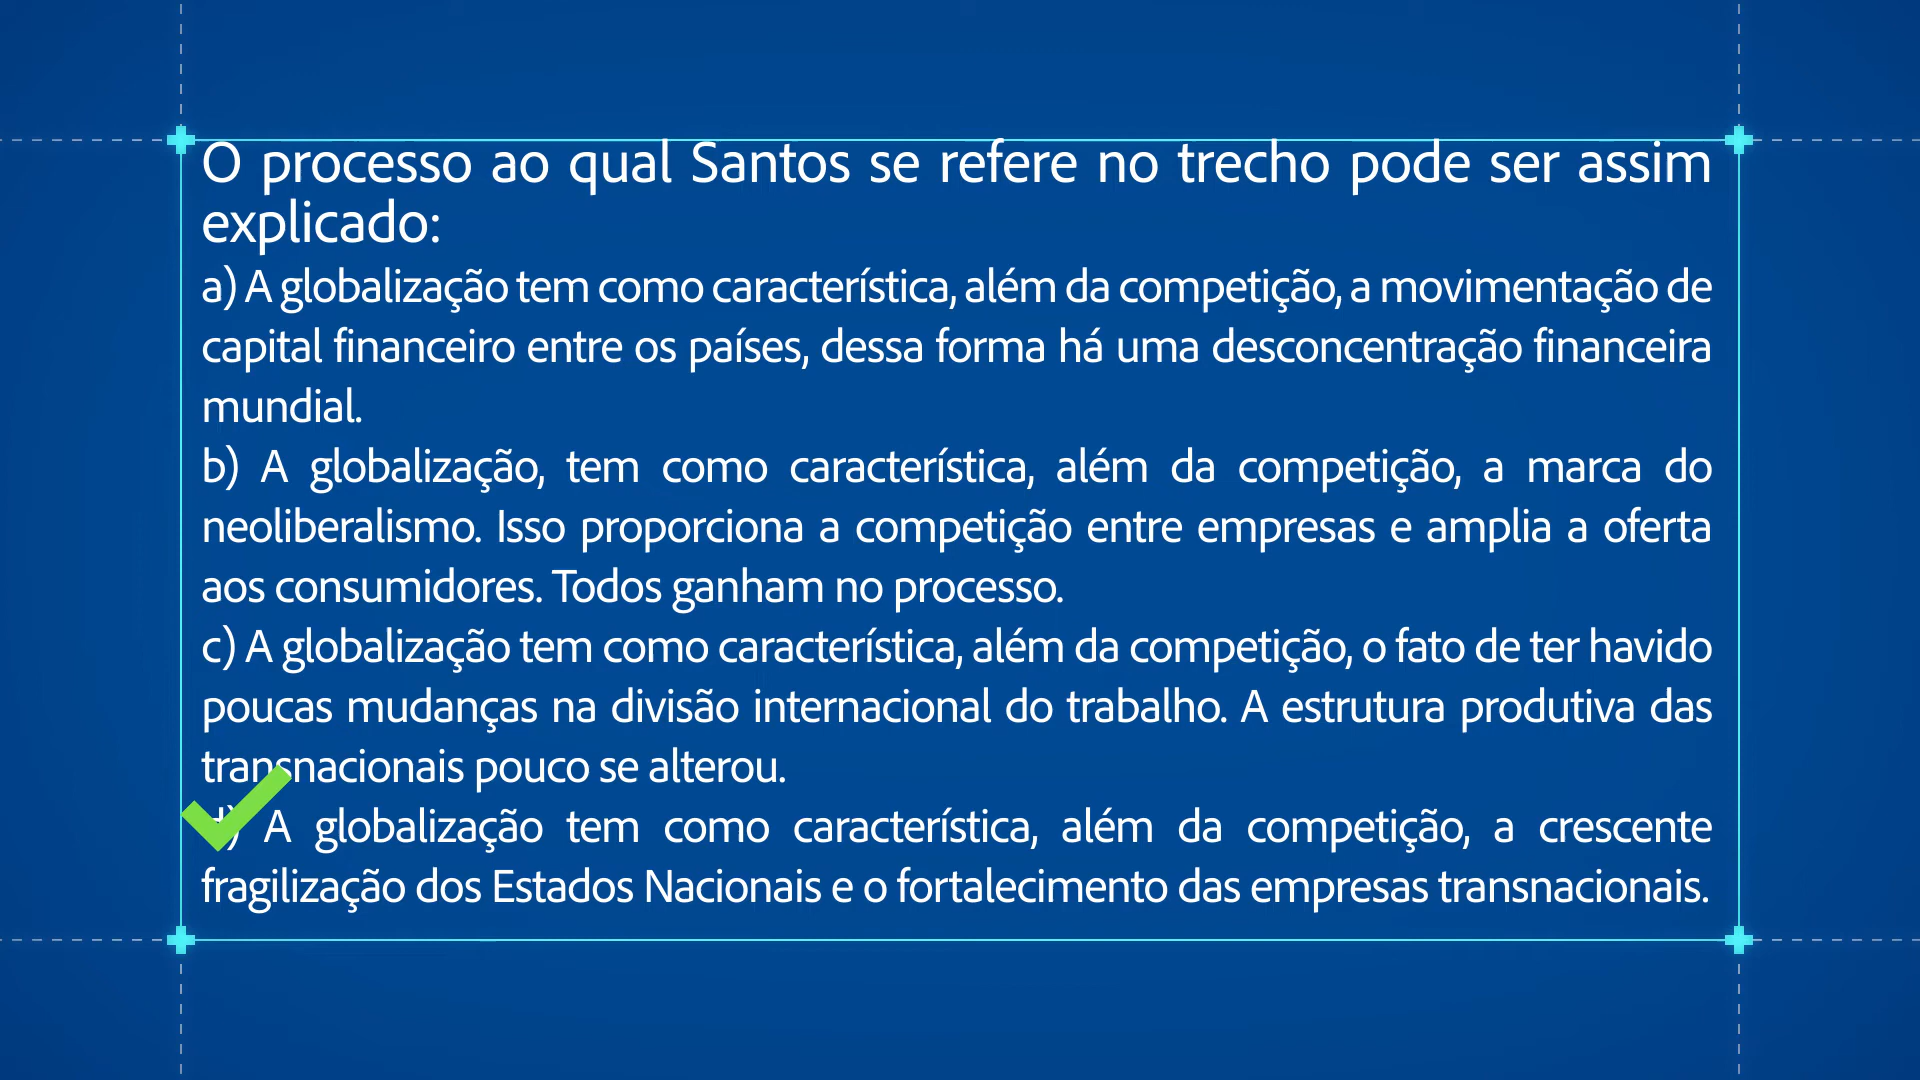 O processo ao qual Santos se refere no trecho pode ser assim
explicado:
a) A globalização tem como característica, além da competição, a movimentação de
capital financeiro entre os países, dessa forma há uma desconcentração financeira
mundial.
b) A globalização, tem como característica, além da competição, a marca do
neoliberalismo. Isso proporciona a competição entre empresas e amplia a oferta
aos consumidores. Todos ganham no processo.
c) A globalização tem como característica, além da competição, o fato de ter havido
poucas mudanças na divisão internacional do trabalho. A estrutura produtiva das
transnacionais pouco se alterou.
d) A globalização tem como característica, além da competição, a crescente
fragilização dos Estados Nacionais e o fortalecimento das empresas transnacionais.